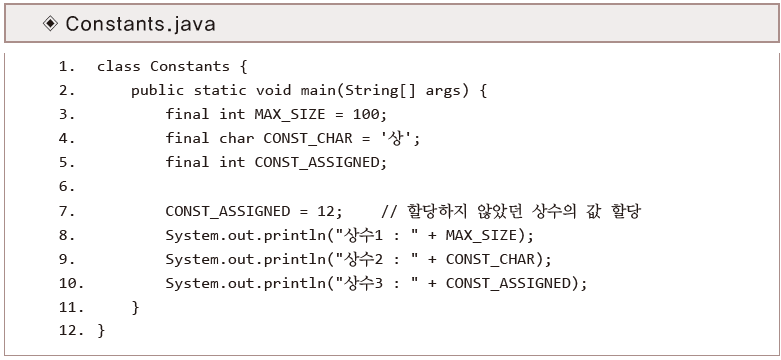 ◈ Constants.java
1. class Constants {
2.     public static void main(String[] args) {
3.         final int MAX_SIZE = 100;
4.         final char CONST_CHAR = '상';
5.         final int CONST_ASSIGNED;
6.
7.         CONST_ASSIGNED = 12;    // 할당하지 않았던 상수의 값 할당
8.         System.out.println("상수1 : " + MAX_SIZE);
9.         System.out.println("상수2 : " + CONST_CHAR);
10.         System.out.println("상수3 : " + CONST_ASSIGNED);
11.     }
12. }